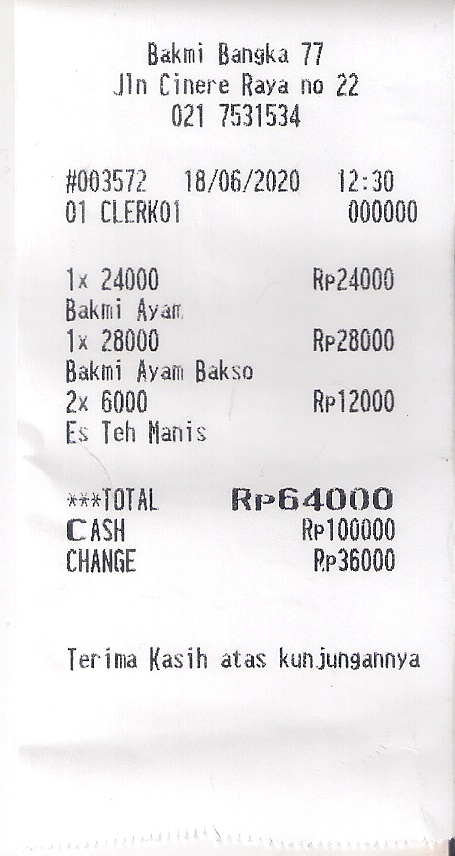 Bakmi Bangka 77
Jln Cinere Raya no 22
021 7531534
#003572 18/06/2020 12:30
01 CLERK01 000000
1x 24000 Rp24000
Bakmi Ayam
1x 28000 Rp28000
Bakmi Ayam Bakso
2x 6000 Rp12000
Es Teh Manis
***TOTAL Rp64000
CASH Rp100000
CHANGE Rp36000
Terima Kasih atas kunjungannya